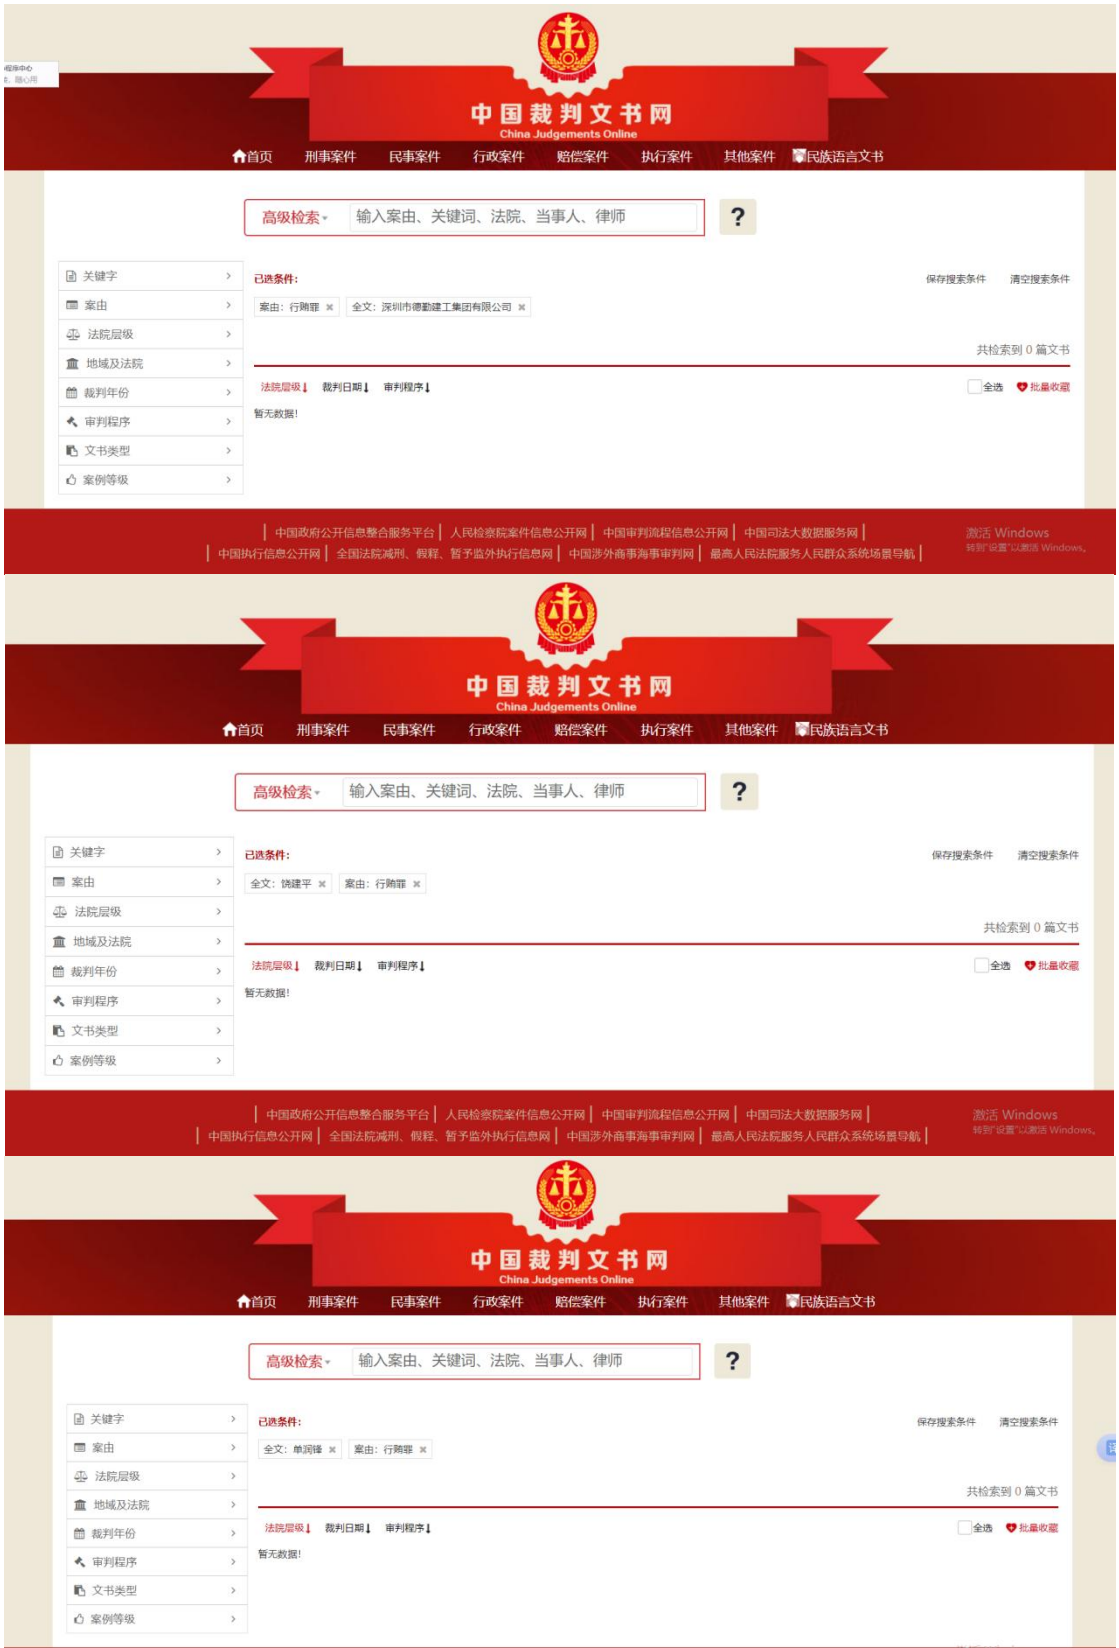 程序中心
随心用
中国裁判文书网
China Judgements Online
首页 刑事案件 民事案件 行政案件 赔偿案件 执行案件 其他案件 民族语言文书
高级检索 输入案由、关键词、法院、当事人、律师 ?
关键字
案由
法院层级
地域及法院
裁判年份
审判程序
文书类型
案例等级
已选条件: 保存搜索条件 清空搜索条件
案由：行贿罪 × 全文：深圳市德勤建工集团有限公司 ×
共检索到 0 篇文书
法院层级 裁判日期 审判程序 全选 批量收藏
暂无数据!
中国政府公开信息整合服务平台 人民检察院案件信息公开网 中国审判流程信息公开网 中国司法大数据服务网
中国执行信息公开网 全国法院减刑、假释、暂予监外执行信息网 中国涉外商事海事审判网 最高人民法院服务人民群众系统场景导航
激活 Windows
转到"设置"以激活 Windows。
中国裁判文书网
China Judgements Online
首页 刑事案件 民事案件 行政案件 赔偿案件 执行案件 其他案件 民族语言文书
高级检索 输入案由、关键词、法院、当事人、律师 ?
关键字
案由
法院层级
地域及法院
裁判年份
审判程序
文书类型
案例等级
已选条件: 保存搜索条件 清空搜索条件
全文：饶建平 × 案由：行贿罪 ×
共检索到 0 篇文书
法院层级 裁判日期 审判程序 全选 批量收藏
暂无数据!
中国政府公开信息整合服务平台 人民检察院案件信息公开网 中国审判流程信息公开网 中国司法大数据服务网
中国执行信息公开网 全国法院减刑、假释、暂予监外执行信息网 中国涉外商事海事审判网 最高人民法院服务人民群众系统场景导航
激活 Windows
转到"设置"以激活 Windows。
中国裁判文书网
China Judgements Online
首页 刑事案件 民事案件 行政案件 赔偿案件 执行案件 其他案件 民族语言文书
高级检索 输入案由、关键词、法院、当事人、律师 ?
关键字
案由
法院层级
地域及法院
裁判年份
审判程序
文书类型
案例等级
已选条件: 保存搜索条件 清空搜索条件
全文：单润锋 × 案由：行贿罪 ×
共检索到 0 篇文书
法院层级 裁判日期 审判程序 全选 批量收藏
暂无数据!